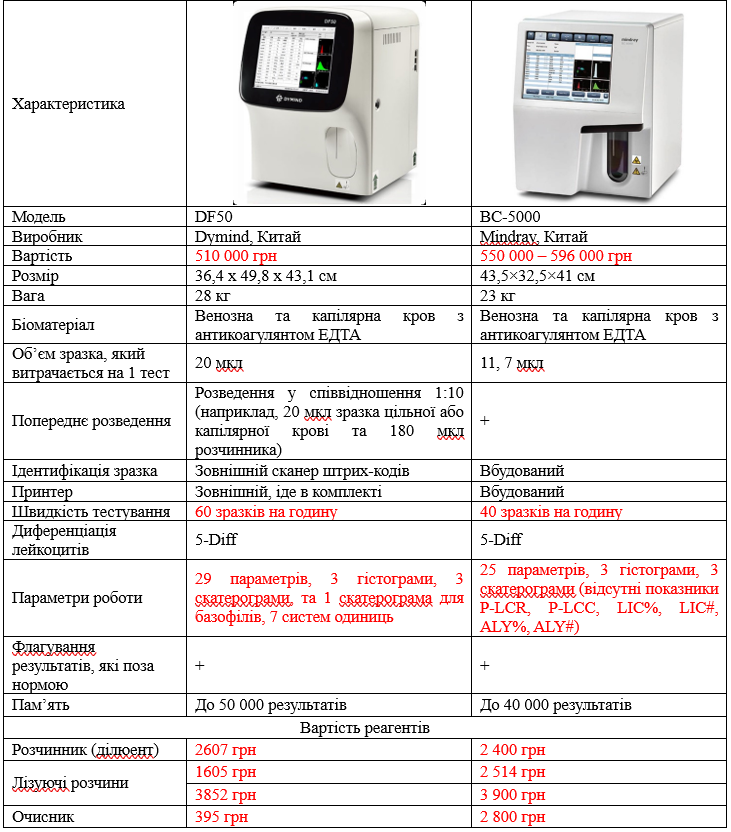 DF50
mindray
DYMIND
Характеристика
Модель DF50 BC-5000
Виробник Dymind, Китай Mindray, Китай
Вартість 510 000 грн 550 000 – 596 000 грн
Розмір 36,4 x 49,8 x 43,1 см 43,5×32,5×41 см
Вага 28 кг 23 кг
Біоматеріал
Венозна та капілярна кров з
антикоагулянтом ЕДТА
Венозна та капілярна кров з
антикоагулянтом ЕДТА
Об’єм зразка, який
витрачається на 1 тест
20 мкл 11, 7 мкл
Попереднє розведення
Розведення у співвідношення 1:10
(наприклад, 20 мкл зразка цільної або
капілярної крові та 180 мкл
розчинника)
+
Ідентифікація зразка Зовнішній сканер штрих-кодів Вбудований
Принтер Зовнішній, іде в комплекті Вбудований
Швидкість тестування 60 зразків на годину 40 зразків на годину
Диференціація
лейкоцитів
5-Diff 5-Diff
Параметри роботи
29 параметрів, 3 гістограми, 3
скатерограми, та 1 скатерограма для
базофілів, 7 систем одиниць
25 параметрів, 3 гістограми, 3
скатерограми (відсутні показники
P-LCR, P-LCC, LIC%, LIC#,
ALY%, ALY#)
Флагування
результатів, які поза
нормою
+ +
Пам’ять До 50 000 результатів До 40 000 результатів
Вартість реагентів
Розчинник (ділюент) 2607 грн 2 400 грн
Лізуючі розчини
1605 грн 2 514 грн
3852 грн 3 900 грн
Очисник 395 грн 2 800 грн